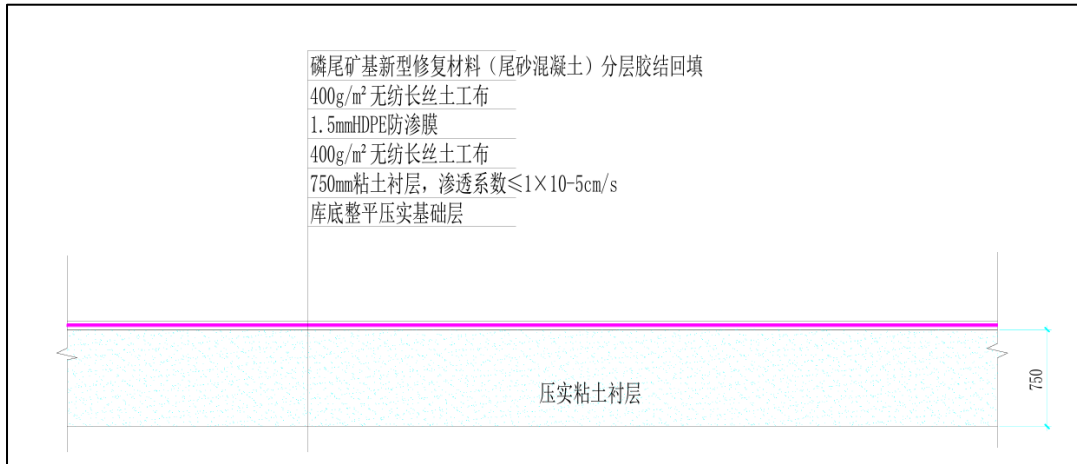 磷尾矿基新型修复材料（尾砂混凝土）分层胶结回填
400g/m²无纺长丝土工布
1.5mmHDPE防渗膜
400g/m²无纺长丝土工布
750mm粘土衬层，渗透系数≤1×10-5cm/s
库底整平压实基础层
压实粘土衬层
750